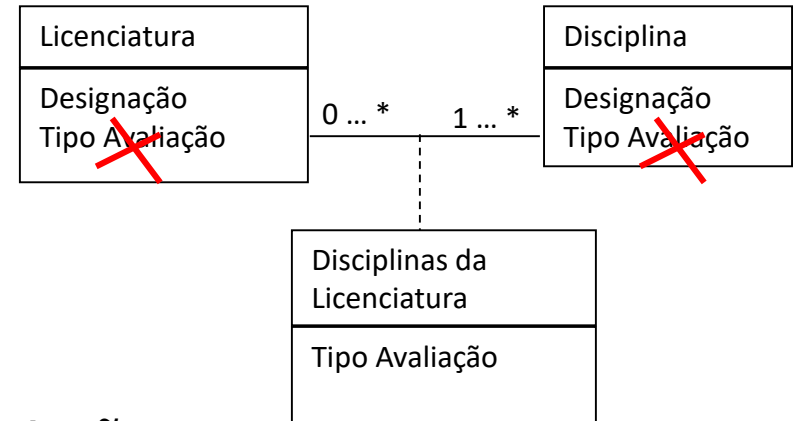 Licenciatura
Designação
Tipo Avaliação
0 ... *
1 ... *
Disciplina
Designação
Tipo Avaliação
Disciplinas da
Licenciatura
Tipo Avaliação